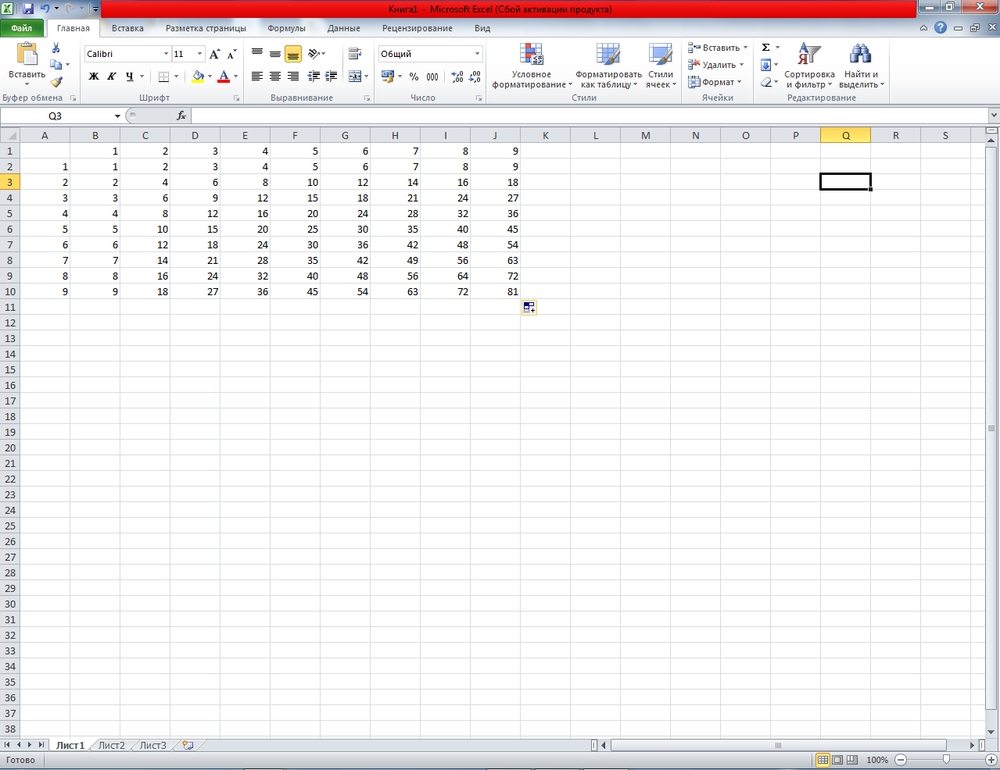 Книга1 - Microsoft Excel (Сбой активации продукта)
Файл Главная Вставка Разметка страницы Формулы Данные Рецензирование Вид
Вставить
Буфер обмена
Calibri 11
Ж К Ч
Шрифт
Выравнивание
Общий
% 000
Число
Условное форматирование
Форматировать как таблицу
Стили ячеек
Стили
Вставить
Удалить
Формат
Ячейки
Σ
Сортировка и фильтр
Найти и выделить
Редактирование
Q3 fx
A B C D E F G H I J K L M N O P Q R S
1 1 2 3 4 5 6 7 8 9
2 1 1 2 3 4 5 6 7 8 9
3 2 2 4 6 8 10 12 14 16 18
4 3 3 6 9 12 15 18 21 24 27
5 4 4 8 12 16 20 24 28 32 36
6 5 5 10 15 20 25 30 35 40 45
7 6 6 12 18 24 30 36 42 48 54
8 7 7 14 21 28 35 42 49 56 63
9 8 8 16 24 32 40 48 56 64 72
10 9 9 18 27 36 45 54 63 72 81
11
12
13
14
15
16
17
18
19
20
21
22
23
24
25
26
27
28
29
30
31
32
33
34
35
36
37
38
Лист1 Лист2 Лист3
Готово 100%